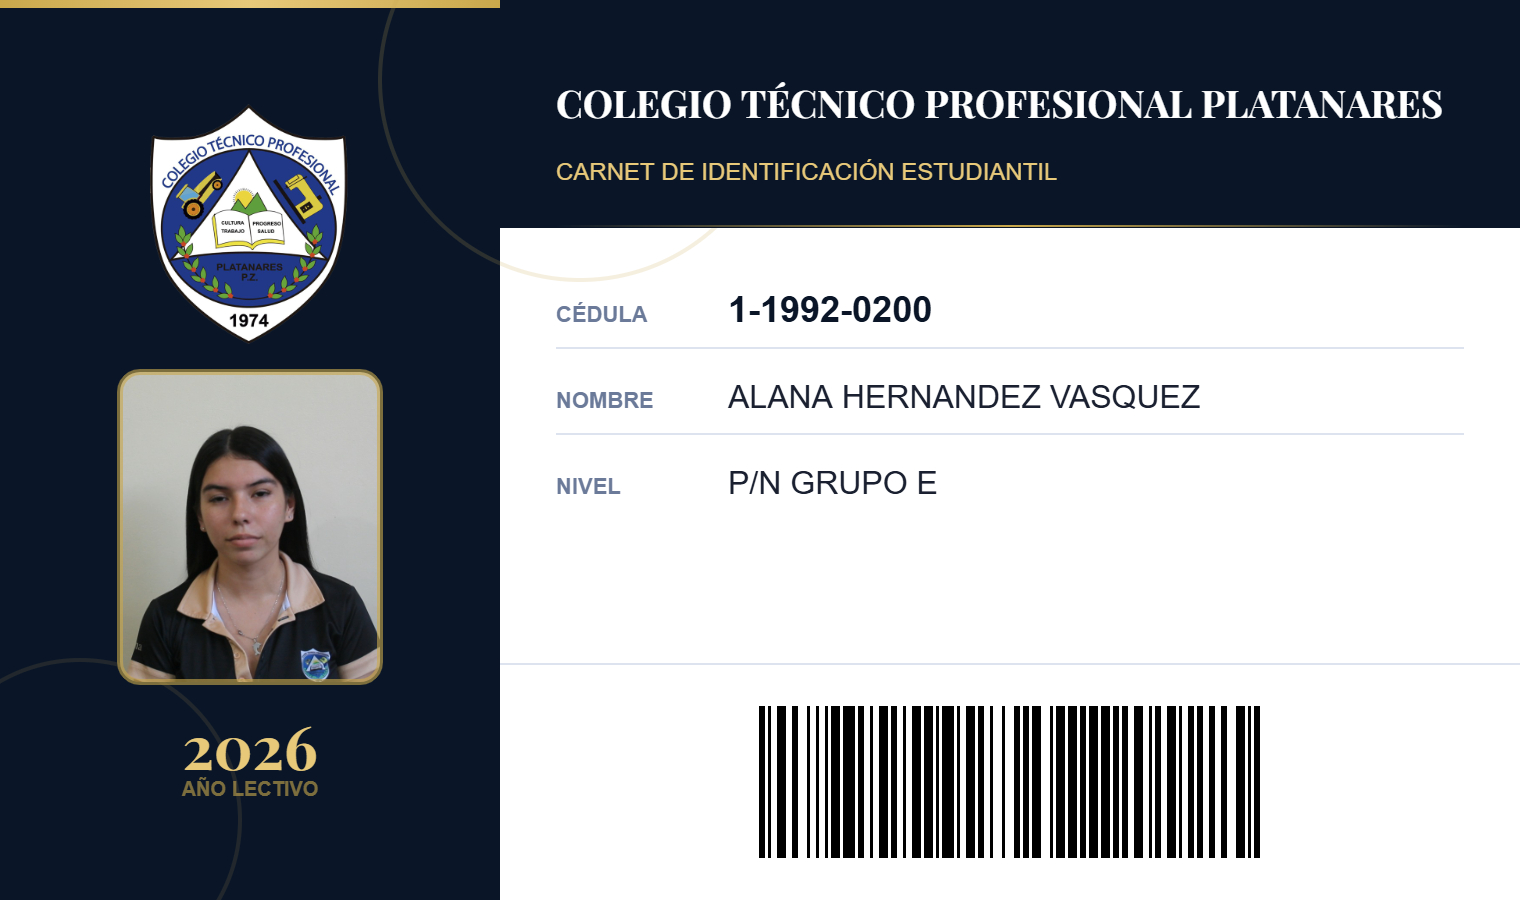 COLEGIO TÉCNICO PROFESIONAL
CULTURA PROGRESO
TRABAJO SALUD
PLATANARES
P.Z.
1974
2026
AÑO LECTIVO
COLEGIO TÉCNICO PROFESIONAL PLATANARES
CARNET DE IDENTIFICACIÓN ESTUDIANTIL
CÉDULA 1-1992-0200
NOMBRE ALANA HERNANDEZ VASQUEZ
NIVEL P/N GRUPO E